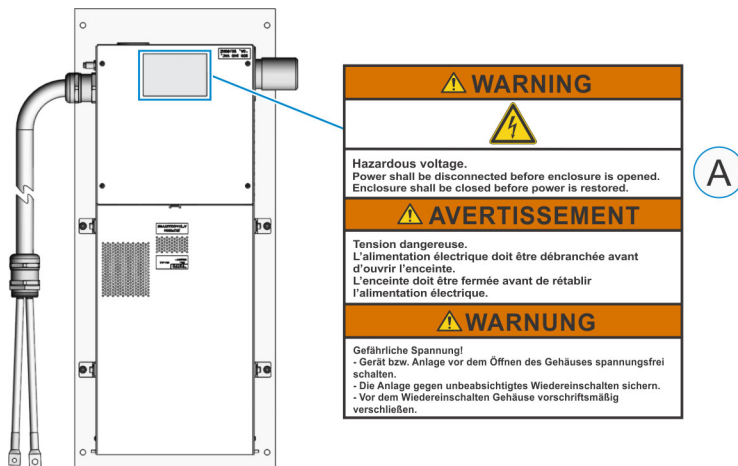 WARNING
Hazardous voltage.
Power shall be disconnected before enclosure is opened.
Enclosure shall be closed before power is restored.
AVERTISSEMENT
Tension dangereuse.
L'alimentation électrique doit être débranchée avant
d'ouvrir l'enceinte.
L'enceinte doit être fermée avant de rétablir
l'alimentation électrique.
WARNUNG
Gefährliche Spannung!
- Gerät bzw. Anlage vor dem Öffnen des Gehäuses spannungsfrei
schalten.
- Die Anlage gegen unbeabsichtigtes Wiedereinschalten sichern.
- Vor dem Wiedereinschalten Gehäuse vorschriftsmäßig
verschließen.
A